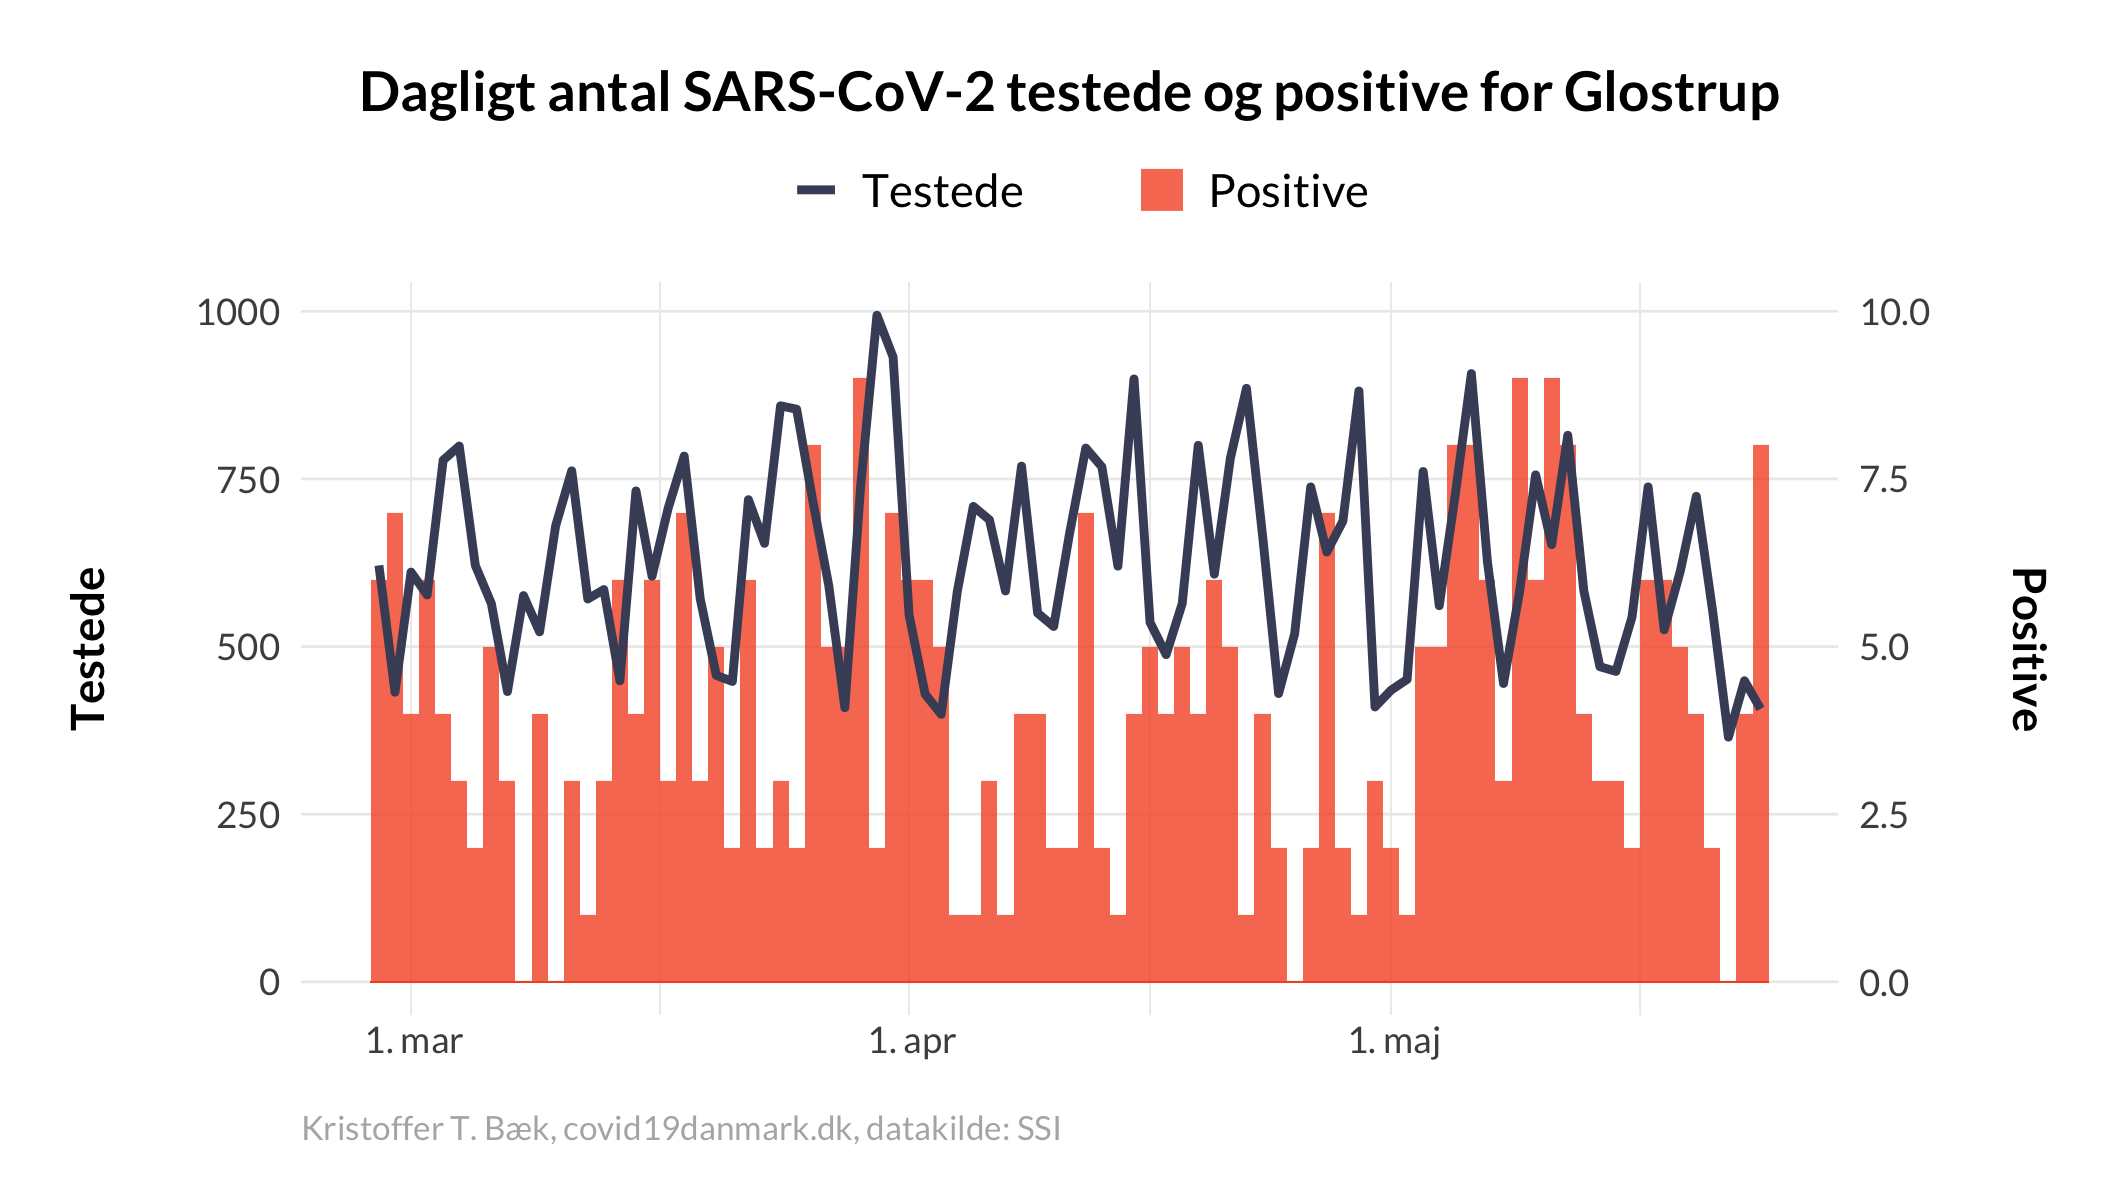 Dagligt antal SARS-CoV-2 testede og positive for Glostrup
Testede
Positive
1000
750
500
250
0
10.0
7.5
5.0
2.5
0.0
Testede
Positive
1. mar
1. apr
1. maj
Kristoffer T. Bæk, covid19danmark.dk, datakilde: SSI